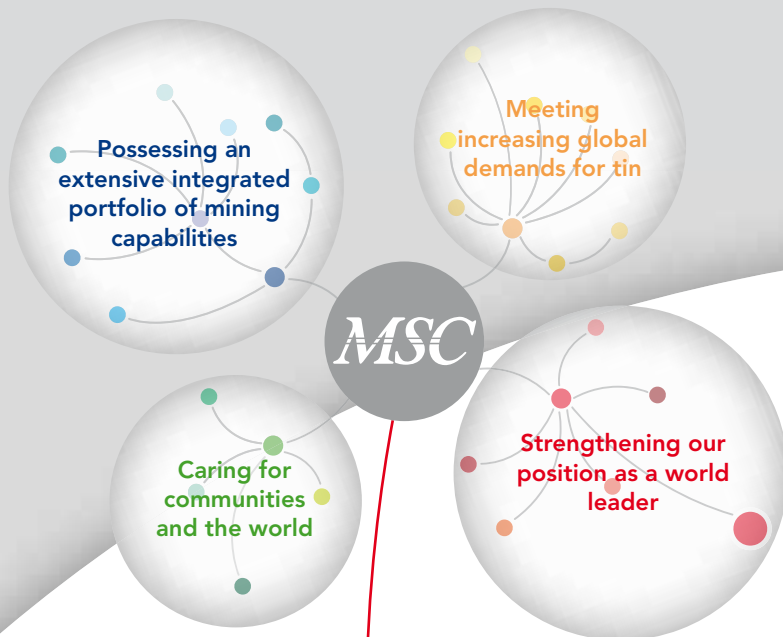 Possessing an
extensive integrated
portfolio of mining
capabilities
Meeting
increasing global
demands for tin
MSC
Caring for
communities
and the world
Strengthening our
position as a world
leader